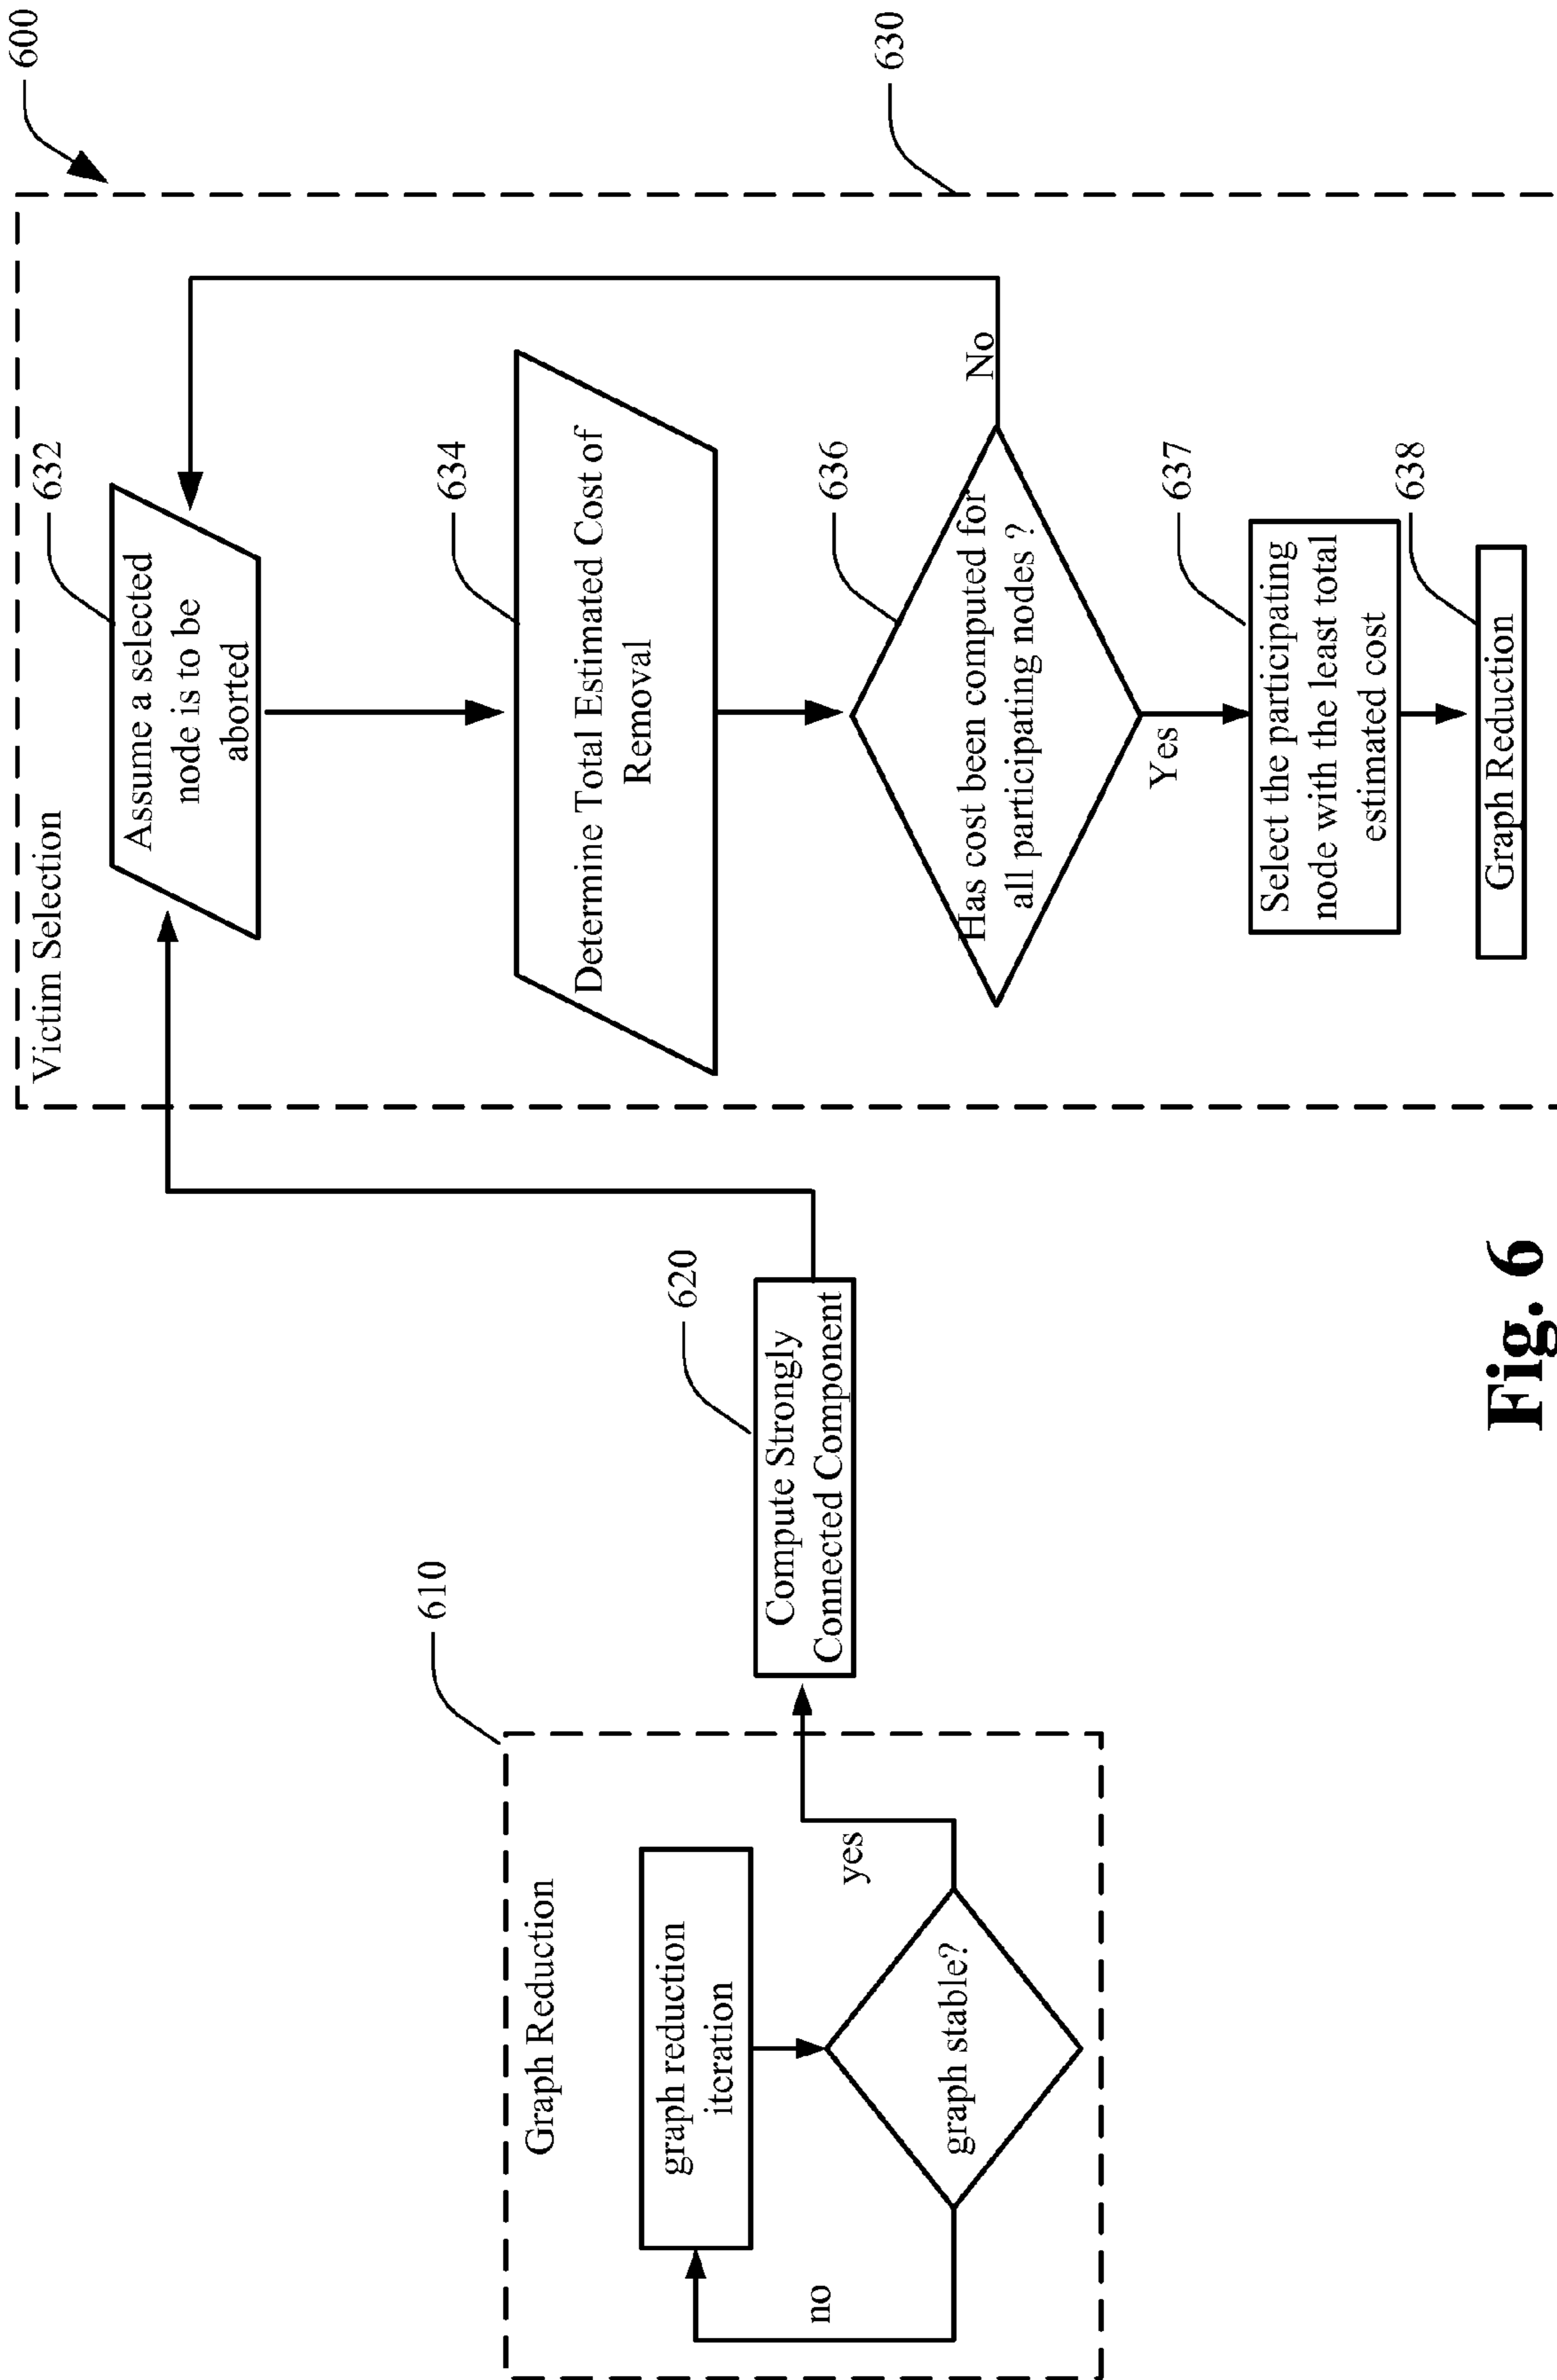 600
Victim Selection
632
Assume a selected
node is to be
aborted
634
Determine Total Estimated Cost of
Removal
636
Has cost been computed for
all participating nodes ?
No
Yes
630
637
Select the participating
node with the least total
estimated cost
638
Graph Reduction
620
Compute Strongly
Connected Component
610
Graph Reduction
graph reduction
iteration
graph stable?
yes
no
Fig. 6